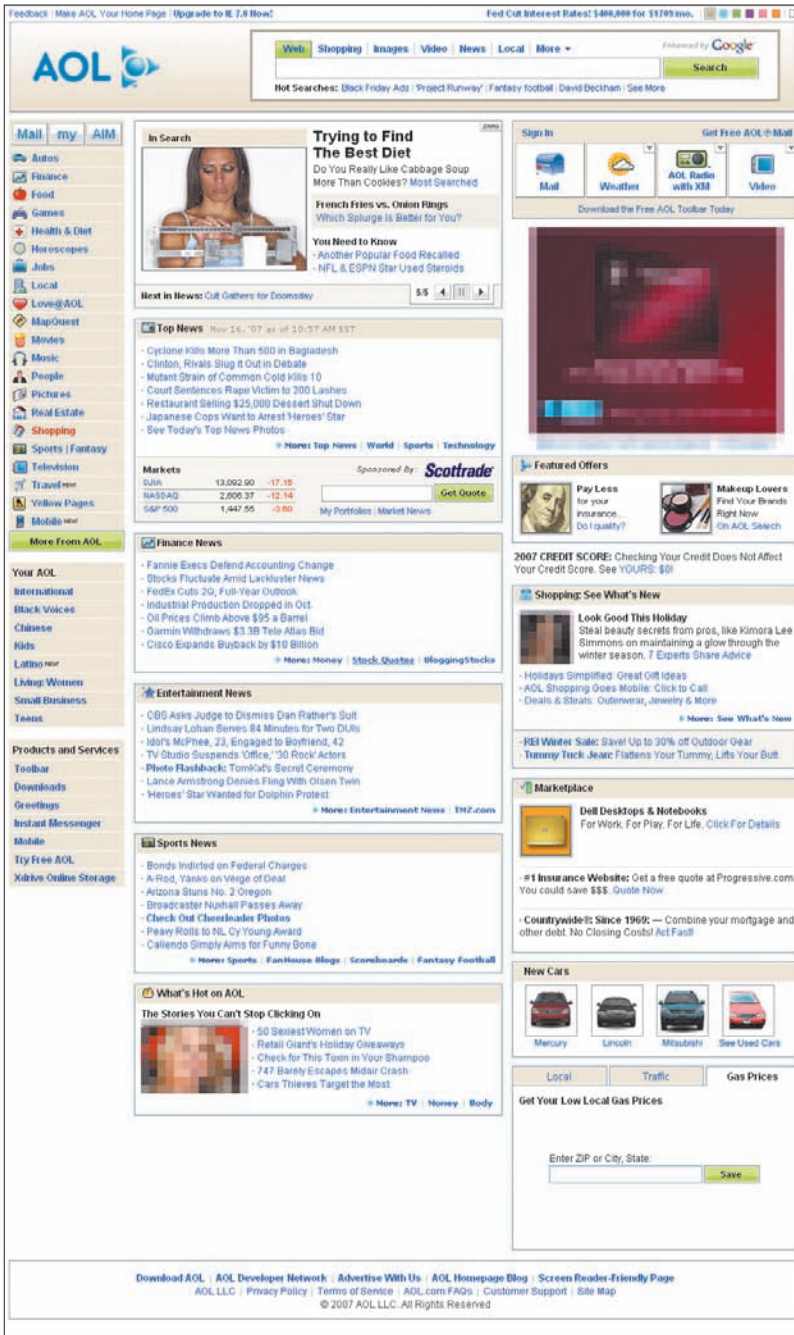 Feedback | Make AOL Your Home Page | Upgrade to IE 7.0 Now!
Fed Cut Interest Rates! $400,000 for $1709/mo.
AOL
Web Shopping | Images | Video | News | Local | More
Enhanced By Google
Search
Hot Searches: Black Friday Ads | 'Project Runway' | Fantasy football | David Beckham | See More
Mail my AIM
Autos
Finance
Food
Games
Health & Diet
Horoscopes
Jobs
Local
Love@AOL
MapQuest
Movies
Music
People
Pictures
Real Estate
Shopping
Sports | Fantasy
Television
Travel NEW
Yellow Pages
Mobile NEW
More From AOL
Your AOL
International
Black Voices
Chinese
Kids
Latino NEW
Living: Women
Small Business
Teens
Products and Services
Toolbar
Downloads
Greetings
Instant Messenger
Mobile
Try Free AOL
Xdrive Online Storage
In Search
Trying to Find
The Best Diet
Do You Really Like Cabbage Soup
More Than Cookies? Most Searched
French Fries vs. Onion Rings
Which Splurge Is Better for You?
You Need to Know
- Another Popular Food Recalled
- NFL & ESPN Star Used Steroids
Next in News: Cult Gathers for Doomsday
5/5
Top News Nov 16, '07 as of 10:57 AM EST
- Cyclone Kills More Than 500 in Bagladesh
- Clinton, Rivals Slug It Out in Debate
- Mutant Strain of Common Cold Kills 10
- Court Sentences Rape Victim to 200 Lashes
- Restaurant Selling $25,000 Dessert Shut Down
- Japanese Cops Want to Arrest 'Heroes' Star
- See Today's Top News Photos
More: Top News | World | Sports | Technology
Markets
DJIA 13,092.90 -17.15
NASDAQ 2,606.37 -12.14
S&P 500 1,447.55 -3.60
Sponsored By: Scottrade
Get Quote
My Portfolios | Market News
Finance News
- Fannie Execs Defend Accounting Change
- Stocks Fluctuate Amid Lackluster News
- FedEx Cuts 2Q, Full-Year Outlook
- Industrial Production Dropped in Oct.
- Oil Prices Climb Above $95 a Barrel
- Garmin Withdraws $3.3B Tele Atlas Bid
- Cisco Expands Buyback by $10 Billion
More: Money | Stock Quotes | BloggingStocks
Entertainment News
- CBS Asks Judge to Dismiss Dan Rather's Suit
- Lindsay Lohan Serves 84 Minutes for Two DUIs
- Idol's McPhee, 23, Engaged to Boyfriend, 42
- TV Studio Suspends 'Office,' '30 Rock' Actors
- Photo Flashback: TomKat's Secret Ceremony
- Lance Armstrong Denies Fling With Olsen Twin
- 'Heroes' Star Wanted for Dolphin Protest
More: Entertainment News | TMZ.com
Sports News
- Bonds Indicted on Federal Charges
- A-Rod, Yanks on Verge of Deal
- Arizona Stuns No. 2 Oregon
- Broadcaster Nuxhall Passes Away
- Check Out Cheerleader Photos
- Peavy Rolls to NL Cy Young Award
- Caliendo Simply Aims for Funny Bone
More: Sports | FanHouse Blogs | Scoreboards | Fantasy Football
What's Hot on AOL
The Stories You Can't Stop Clicking On
- 50 Sexiest Women on TV
- Retail Giant's Holiday Giveaways
- Check for This Toxin in Your Shampoo
- 747 Barely Escapes Midair Crash
- Cars Thieves Target the Most
More: TV | Money | Body
Sign In
Get Free AOL Mail
Mail
Weather
AOL Radio
with XM
Video
Download the Free AOL Toolbar Today
Featured Offers
Pay Less
for your
insurance...
Do I qualify?
Makeup Lovers
Find Your Brands
Right Now
On AOL Search
2007 CREDIT SCORE: Checking Your Credit Does Not Affect
Your Credit Score. See YOURS: $0!
Shopping: See What's New
Look Good This Holiday
Steal beauty secrets from pros, like Kimora Lee
Simmons on maintaining a glow through the
winter season. 7 Experts Share Advice
- Holidays Simplified: Great Gift Ideas
- AOL Shopping Goes Mobile: Click to Call
- Deals & Steals: Outerwear, Jewelry & More
More: See What's New
- REI Winter Sale: Save! Up to 30% off Outdoor Gear
- Tummy Tuck Jean: Flattens Your Tummy, Lifts Your Butt
Marketplace
Dell Desktops & Notebooks
For Work. For Play. For Life. Click For Details
- #1 Insurance Website: Get a free quote at Progressive.com
You could save $$$. Quote Now
- Countrywide®: Since 1969: — Combine your mortgage and
other debt. No Closing Costs! Act Fast!
New Cars
Mercury
Lincoln
Mitsubishi
See Used Cars
Local
Traffic
Gas Prices
Get Your Low Local Gas Prices
Enter ZIP or City, State:
Save
Download AOL | AOL Developer Network | Advertise With Us | AOL Homepage Blog | Screen Reader-Friendly Page
AOL LLC | Privacy Policy | Terms of Service | AOL.com FAQs | Customer Support | Site Map
© 2007 AOL LLC. All Rights Reserved